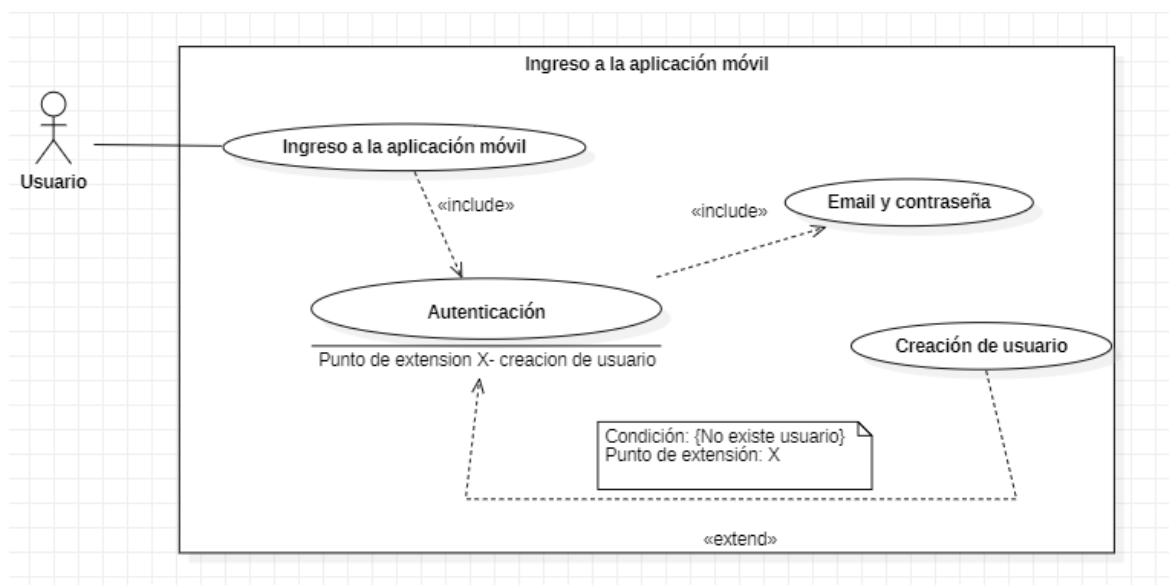 Ingreso a la aplicación móvil
Usuario
Ingreso a la aplicación móvil
«include»
«include»
Email y contraseña
Autenticación
Punto de extension X- creacion de usuario
Creación de usuario
Condición: {No existe usuario}
Punto de extensión: X
«extend»